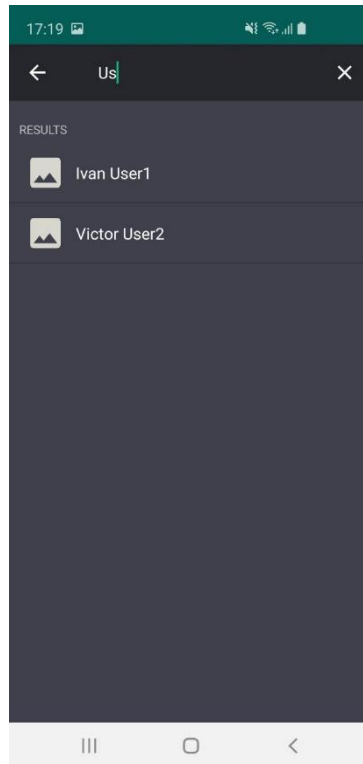 17:19
Us
RESULTS
Ivan User1
Victor User2